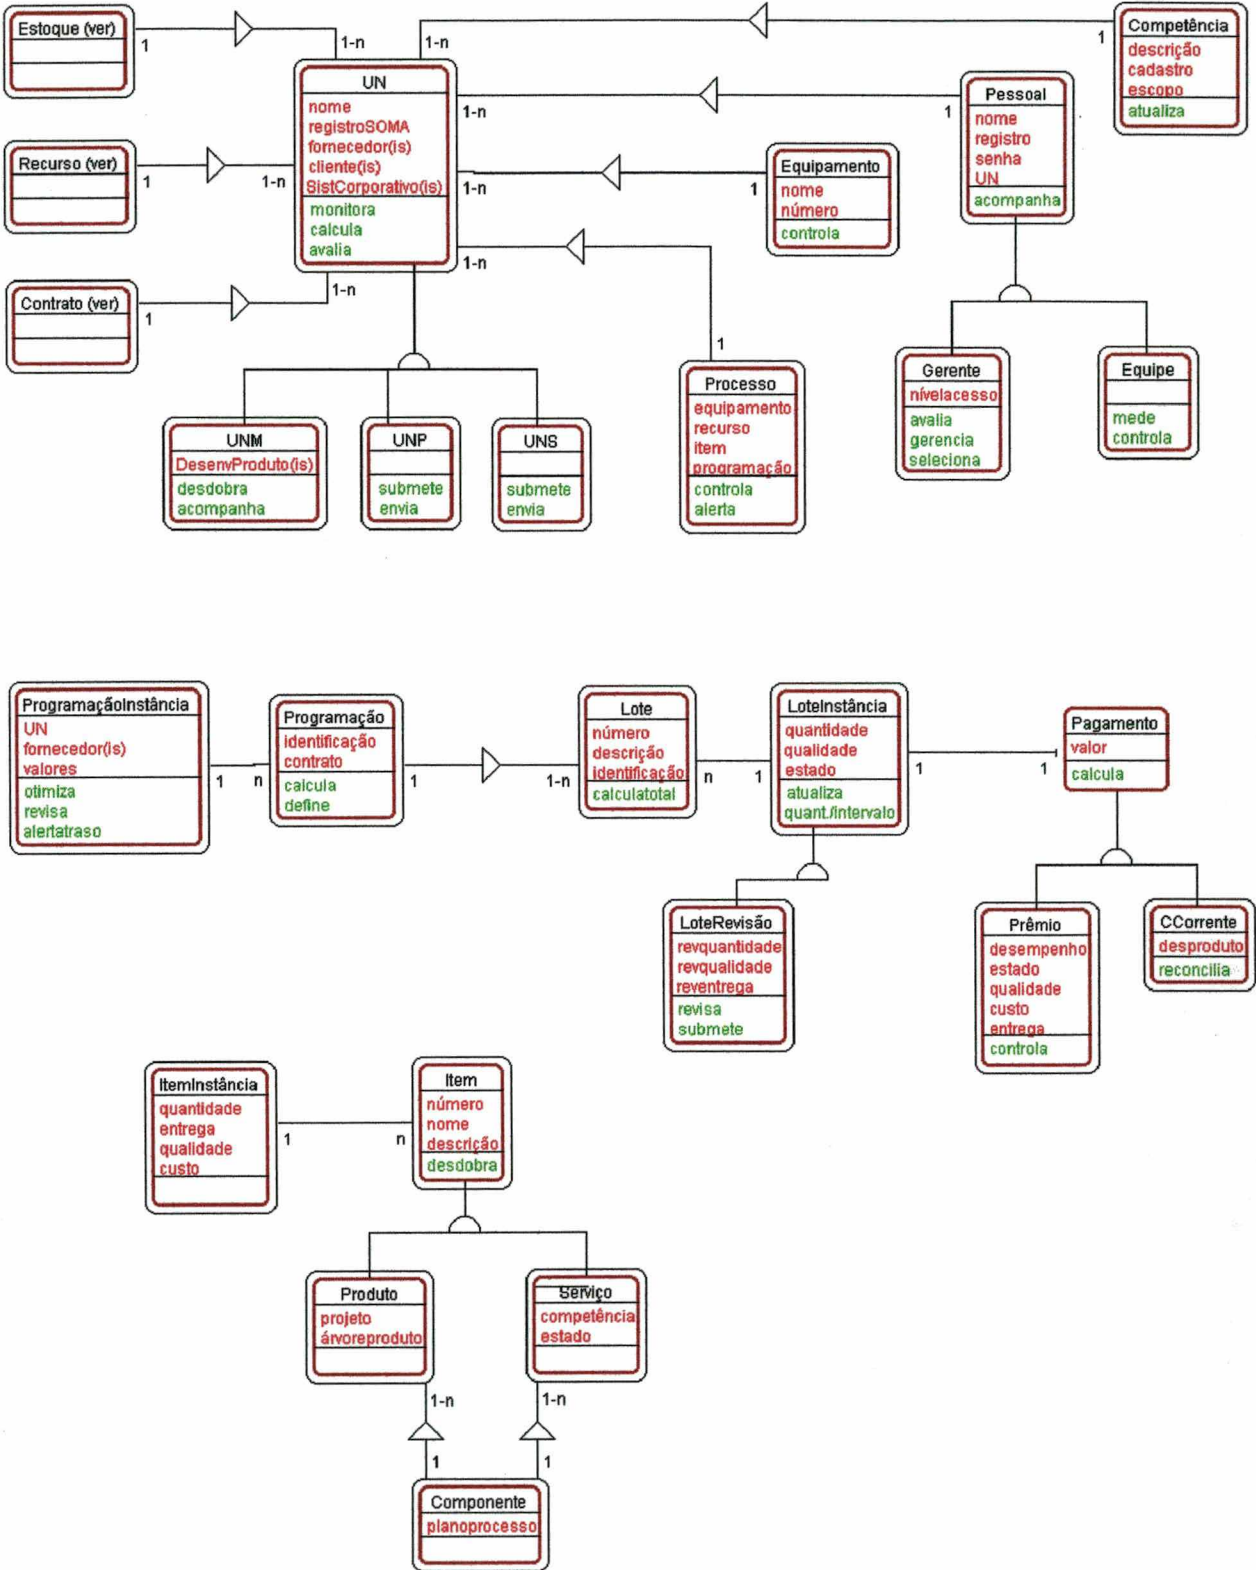 Estoque (ver)
1
1-n
1-n
1
Competência
descrição
cadastro
escopo
atualiza
UN
nome
registroSOMA
fornecedor(is)
cliente(is)
SistCorporativo(is)
monitora
calcula
avalia
1-n
1
Pessoal
nome
registro
senha
UN
acompanha
Recurso (ver)
1
1-n
1-n
1
Equipamento
nome
número
controla
1-n
Contrato (ver)
1
1-n
1
Processo
equipamento
recurso
item
programação
controla
alerta
Gerente
nívelacesso
avalia
gerencia
seleciona
Equipe
mede
controla
UNM
DesenvProduto(is)
desdobra
acompanha
UNP
submete
envia
UNS
submete
envia
ProgramaçãoInstância
UN
fornecedor(is)
valores
otimiza
revisa
alertatraso
1
n
Programação
identificação
contrato
calcula
define
1
1-n
Lote
número
descrição
identificação
calculatotal
n
1
LoteInstância
quantidade
qualidade
estado
atualiza
quant./intervalo
1
1
Pagamento
valor
calcula
LoteRevisão
revquantidade
revqualidade
reventrega
revisa
submete
Prêmio
desempenho
estado
qualidade
custo
entrega
controla
CCorrente
desproduto
reconcilia
ItemInstância
quantidade
entrega
qualidade
custo
1
n
Item
número
nome
descrição
desdobra
Produto
projeto
árvoreproduto
Serviço
competência
estado
1-n
1-n
1
1
Componente
planoprocesso